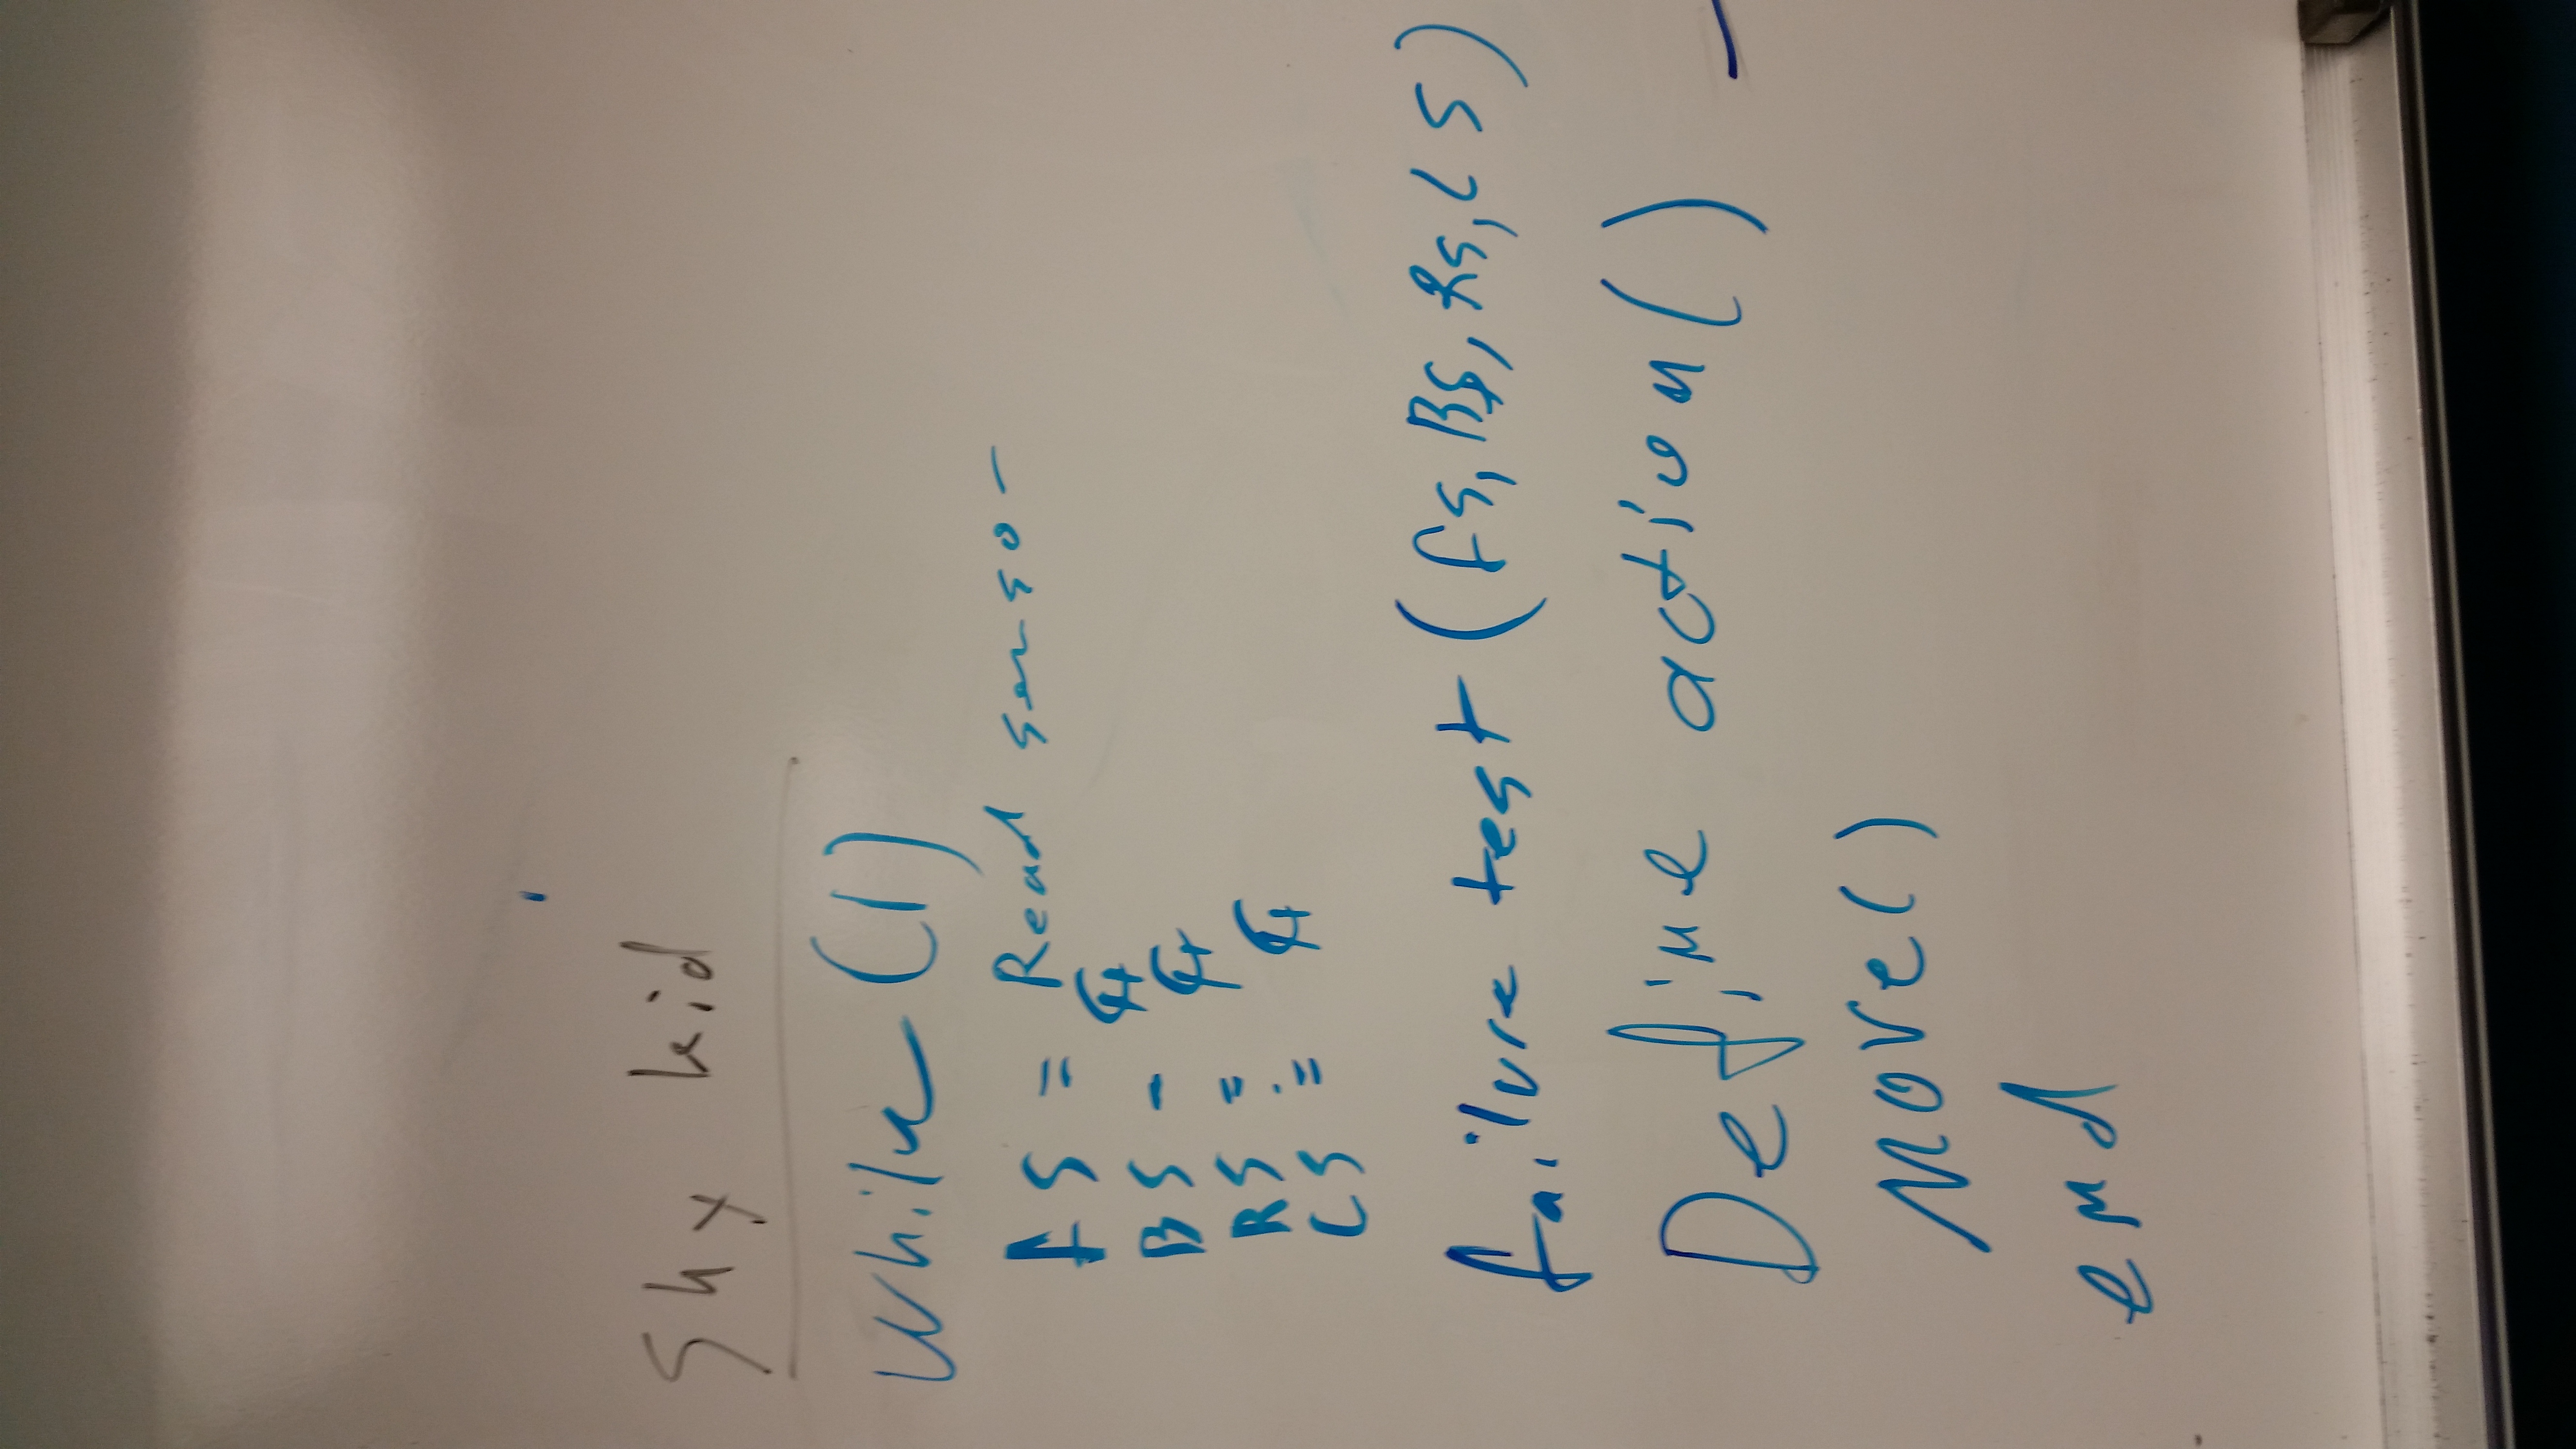 Shy kid
while (1)
fS = Read sensor
BS =
RS =
LS =
failure test (fS, BS, RS, LS)
Define action ( )
Move ( )
end